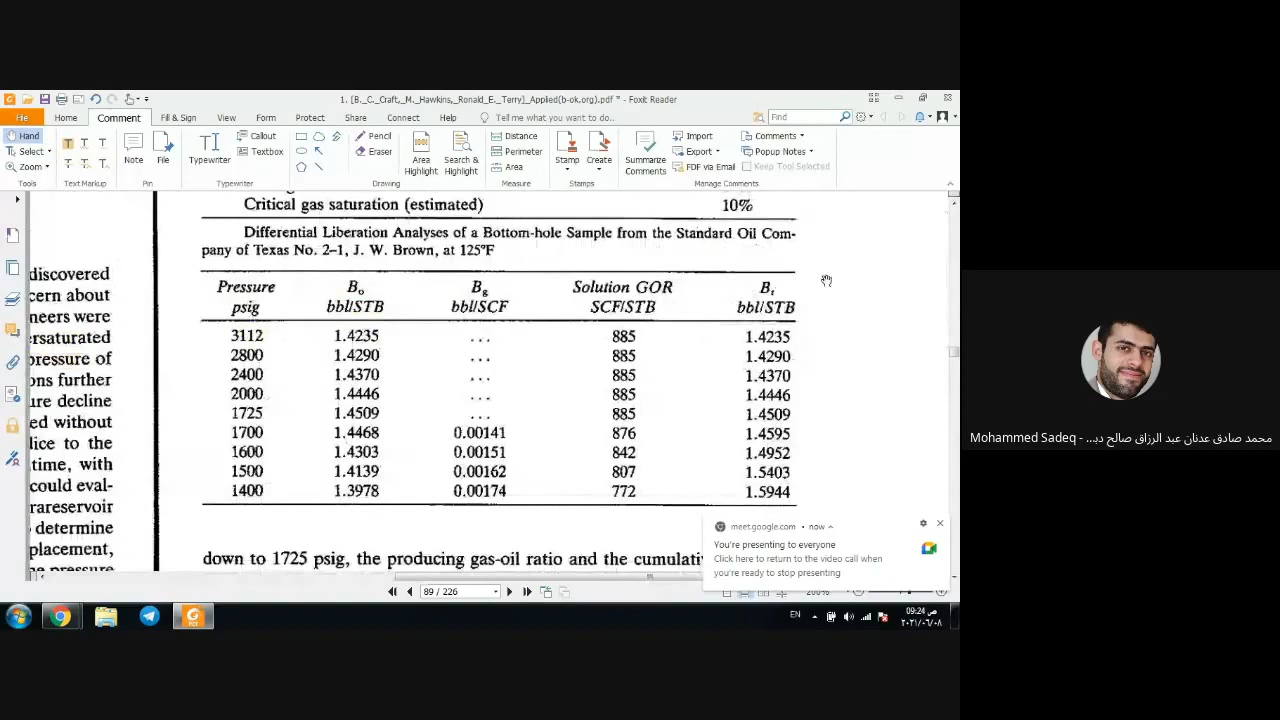 1. [B._C._Craft,_M._Hawkins,_Ronald_E._Terry]_Applied(b-ok.org).pdf * - Foxit Reader
File Home Comment Fill & Sign View Form Protect Share Connect Help Tell me what you want to do.. Find
Hand Select Zoom Tools
Text Markup
Note File Pin
Typewriter Callout Textbox Typewriter
Pencil Eraser Area Highlight Search & Highlight Drawing
Distance Perimeter Area Measure
Stamp Create Stamps
Summarize Comments Import Export FDF via Email Comments Popup Notes Keep Tool Selected Manage Comments
Critical gas saturation (estimated) 10%
Differential Liberation Analyses of a Bottom-hole Sample from the Standard Oil Com-
pany of Texas No. 2–1, J. W. Brown, at 125°F
Pressure Bo Bg Solution GOR Bt
psig bbl/STB bbl/SCF SCF/STB bbl/STB
3112 1.4235 ... 885 1.4235
2800 1.4290 ... 885 1.4290
2400 1.4370 ... 885 1.4370
2000 1.4446 ... 885 1.4446
1725 1.4509 ... 885 1.4509
1700 1.4468 0.00141 876 1.4595
1600 1.4303 0.00151 842 1.4952
1500 1.4139 0.00162 807 1.5403
1400 1.3978 0.00174 772 1.5944
down to 1725 psig, the producing gas-oil ratio and the cumulati
discovered
cern about
neers were
ersaturated
pressure of
ons further
ure decline
ed without
lice to the
time, with
could eval-
rareservoir
determine
placement,
meet.google.com • now
You're presenting to everyone
Click here to return to the video call when
you're ready to stop presenting
89 / 226
200%
EN
09:24 ص
٢٠٢١/٠٦/٠٨
Mohammed Sadeq - محمد صادق عدنان عبد الرزاق صالح دب...